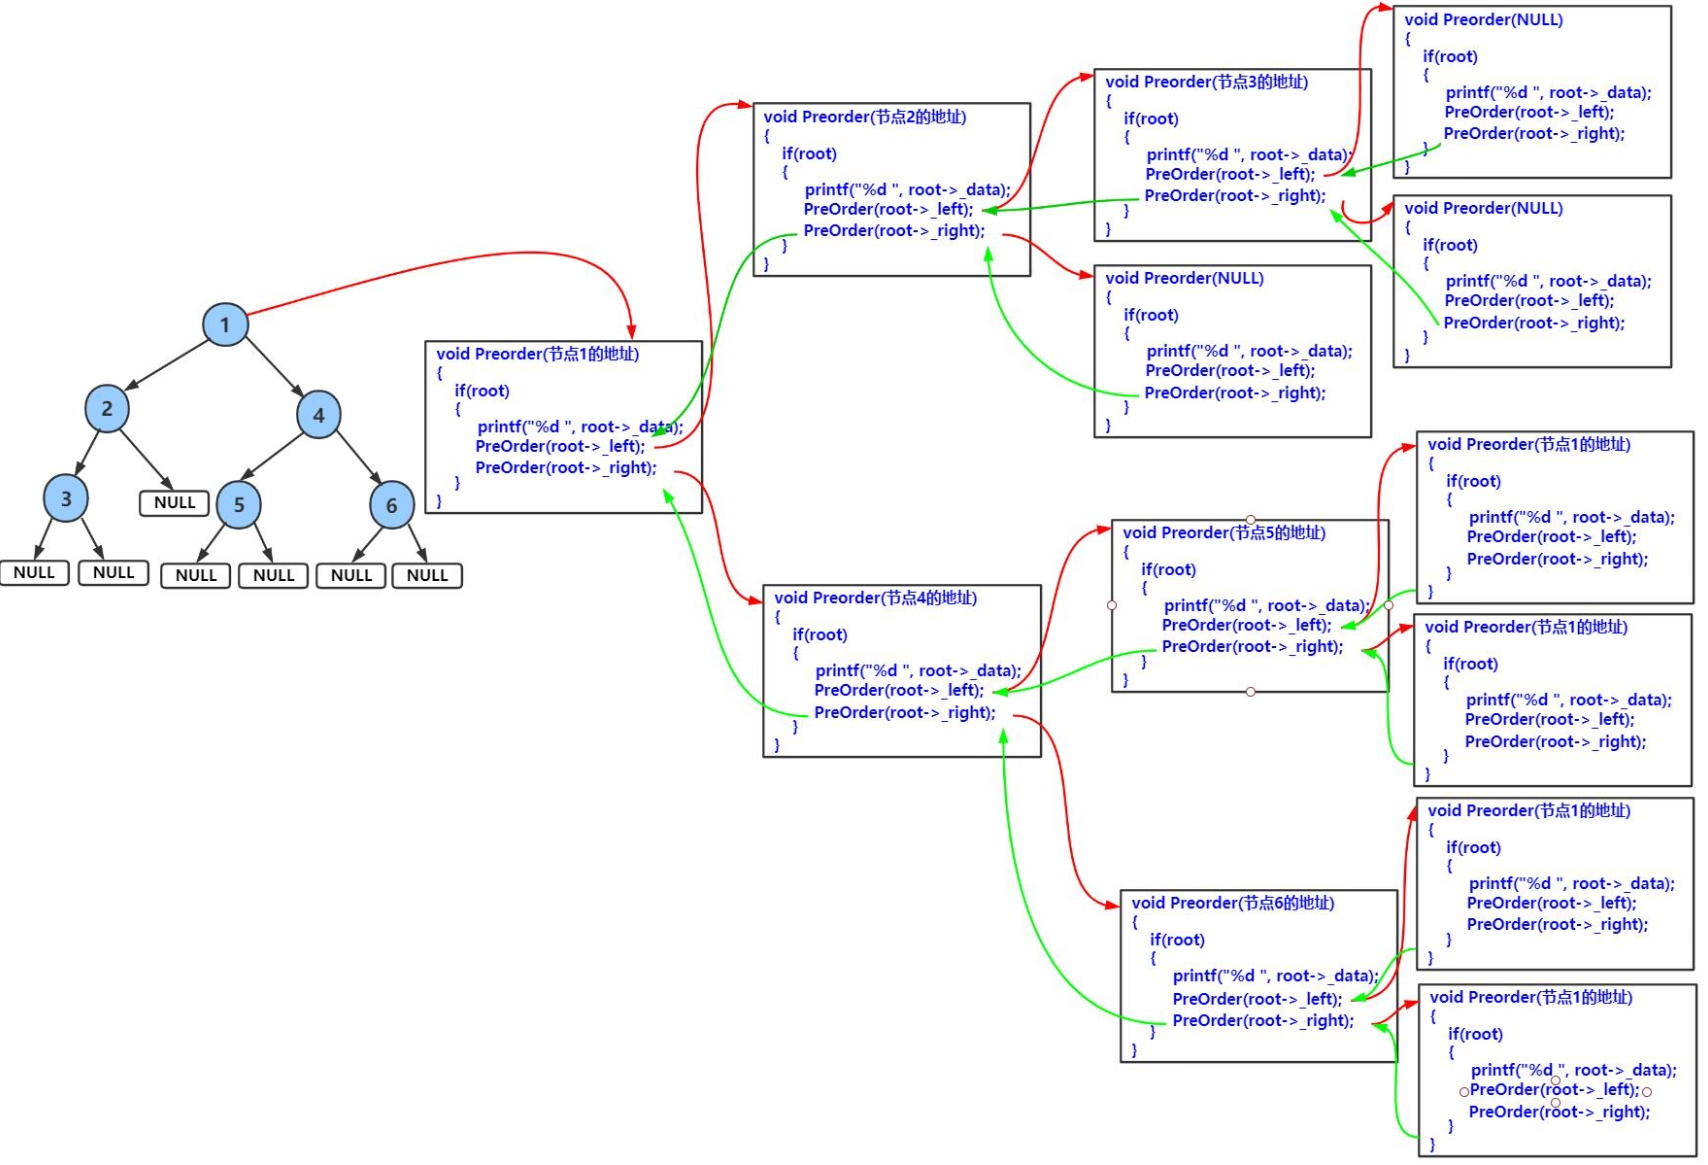 1
2
4
3
NULL
5
6
NULL
NULL
NULL
NULL
NULL
NULL
void Preorder(节点1的地址)
{
if(root)
{
printf("%d ", root->_data);
PreOrder(root->_left);
PreOrder(root->_right);
}
}
void Preorder(节点2的地址)
{
if(root)
{
printf("%d ", root->_data);
PreOrder(root->_left);
PreOrder(root->_right);
}
}
void Preorder(节点3的地址)
{
if(root)
{
printf("%d ", root->_data);
PreOrder(root->_left);
PreOrder(root->_right);
}
}
void Preorder(NULL)
{
if(root)
{
printf("%d ", root->_data);
PreOrder(root->_left);
PreOrder(root->_right);
}
}
void Preorder(NULL)
{
if(root)
{
printf("%d ", root->_data);
PreOrder(root->_left);
PreOrder(root->_right);
}
}
void Preorder(NULL)
{
if(root)
{
printf("%d ", root->_data);
PreOrder(root->_left);
PreOrder(root->_right);
}
}
void Preorder(节点4的地址)
{
if(root)
{
printf("%d ", root->_data);
PreOrder(root->_left);
PreOrder(root->_right);
}
}
void Preorder(节点5的地址)
{
if(root)
{
printf("%d ", root->_data);
PreOrder(root->_left);
PreOrder(root->_right);
}
}
void Preorder(节点1的地址)
{
if(root)
{
printf("%d ", root->_data);
PreOrder(root->_left);
PreOrder(root->_right);
}
}
void Preorder(节点1的地址)
{
if(root)
{
printf("%d ", root->_data);
PreOrder(root->_left);
PreOrder(root->_right);
}
}
void Preorder(节点6的地址)
{
if(root)
{
printf("%d ", root->_data);
PreOrder(root->_left);
PreOrder(root->_right);
}
}
void Preorder(节点1的地址)
{
if(root)
{
printf("%d ", root->_data);
PreOrder(root->_left);
PreOrder(root->_right);
}
}
void Preorder(节点1的地址)
{
if(root)
{
printf("%d ", root->_data);
PreOrder(root->_left);
PreOrder(root->_right);
}
}